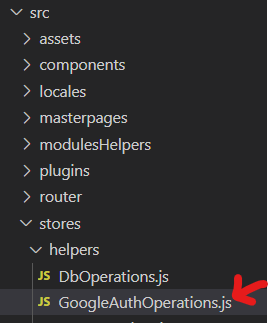 src
assets
components
locales
masterpages
modulesHelpers
plugins
router
stores
helpers
JS DbOperations.js
JS GoogleAuthOperations.js